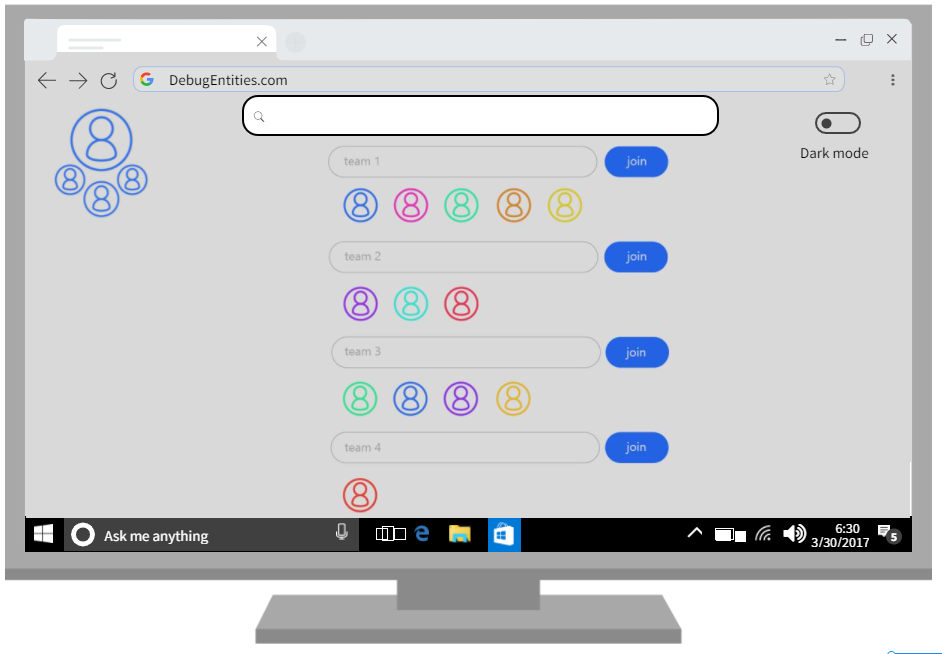 DebugEntities.com
Dark mode
team 1
join
team 2
join
team 3
join
team 4
join
Ask me anything
6:30
3/30/2017
5